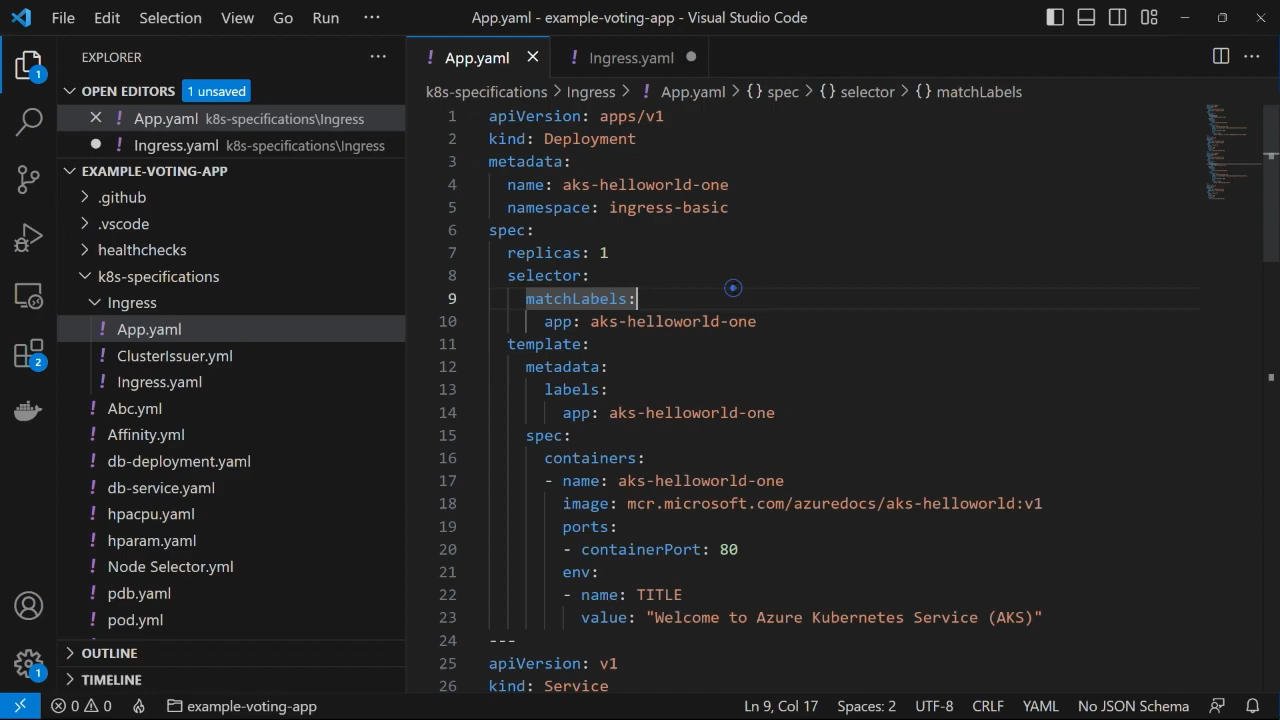 File Edit Selection View Go Run ··· App.yaml - example-voting-app - Visual Studio Code
EXPLORER ···
OPEN EDITORS 1 unsaved
App.yaml k8s-specifications\Ingress
Ingress.yaml k8s-specifications\Ingress
EXAMPLE-VOTING-APP
.github
.vscode
healthchecks
k8s-specifications
Ingress
App.yaml
ClusterIssuer.yml
Ingress.yaml
Abc.yml
Affinity.yml
db-deployment.yaml
db-service.yaml
hpacpu.yaml
hparam.yaml
Node Selector.yml
pdb.yaml
pod.yml
OUTLINE
TIMELINE
1
2
1
App.yaml Ingress.yaml
k8s-specifications > Ingress > ! App.yaml > {} spec > {} selector > {} matchLabels
1 apiVersion: apps/v1
2 kind: Deployment
3 metadata:
4 name: aks-helloworld-one
5 namespace: ingress-basic
6 spec:
7 replicas: 1
8 selector:
9 matchLabels:
10 app: aks-helloworld-one
11 template:
12 metadata:
13 labels:
14 app: aks-helloworld-one
15 spec:
16 containers:
17 - name: aks-helloworld-one
18 image: mcr.microsoft.com/azuredocs/aks-helloworld:v1
19 ports:
20 - containerPort: 80
21 env:
22 - name: TITLE
23 value: "Welcome to Azure Kubernetes Service (AKS)"
24 ---
25 apiVersion: v1
26 kind: Service
0 0 example-voting-app Ln 9, Col 17 Spaces: 2 UTF-8 CRLF YAML No JSON Schema